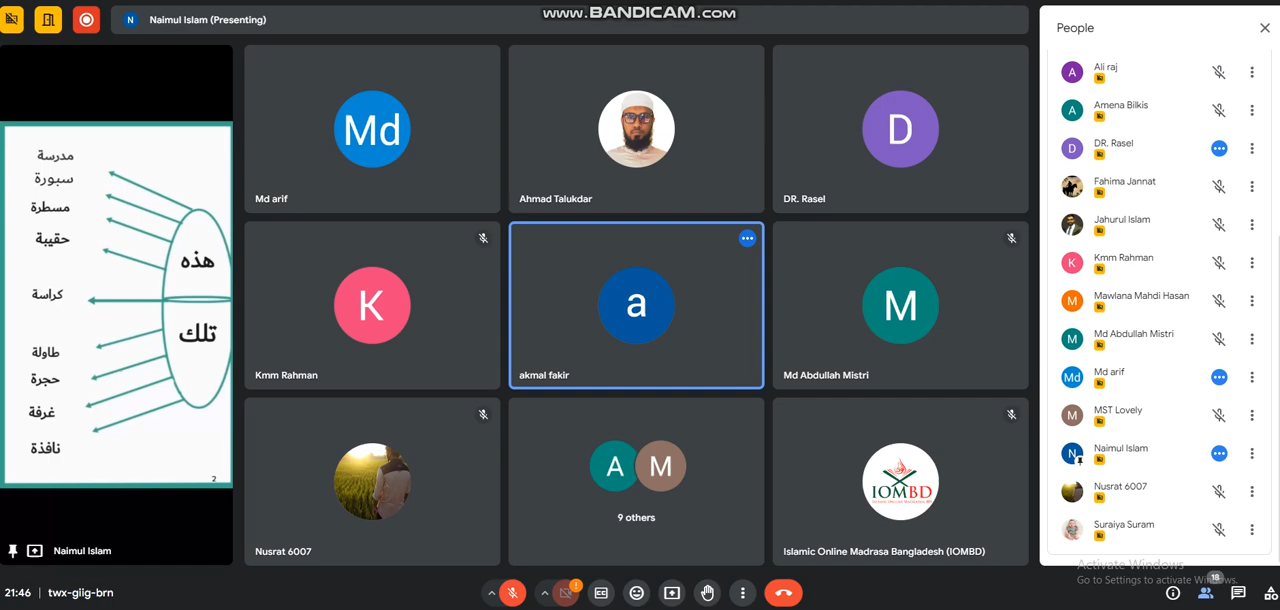 www.BANDICAM.com
N Naimul Islam (Presenting)
مدرسة
سبورة
مسطرة
حقيبة
كراسة
طاولة
حجرة
غرفة
نافذة
هذه
تلك
2
Naimul Islam
Md
Md arif
Ahmad Talukdar
D
DR. Rasel
K
Kmm Rahman
a
akmal fakir
M
Md Abdullah Mistri
Nusrat 6007
A M
9 others
IOMBD
Islamic Online Madrasa Bangladesh (IOMBD)
People
A Ali raj
A Amena Bilkis
D DR. Rasel
Fahima Jannat
Jahurul Islam
K Kmm Rahman
M Mawlana Mahdi Hasan
M Md Abdullah Mistri
Md Md arif
M MST Lovely
N Naimul Islam
Nusrat 6007
Suraiya Suram
Activate Windows
Go to Settings to activate Windows.
21:46 | twx-giig-brn
18